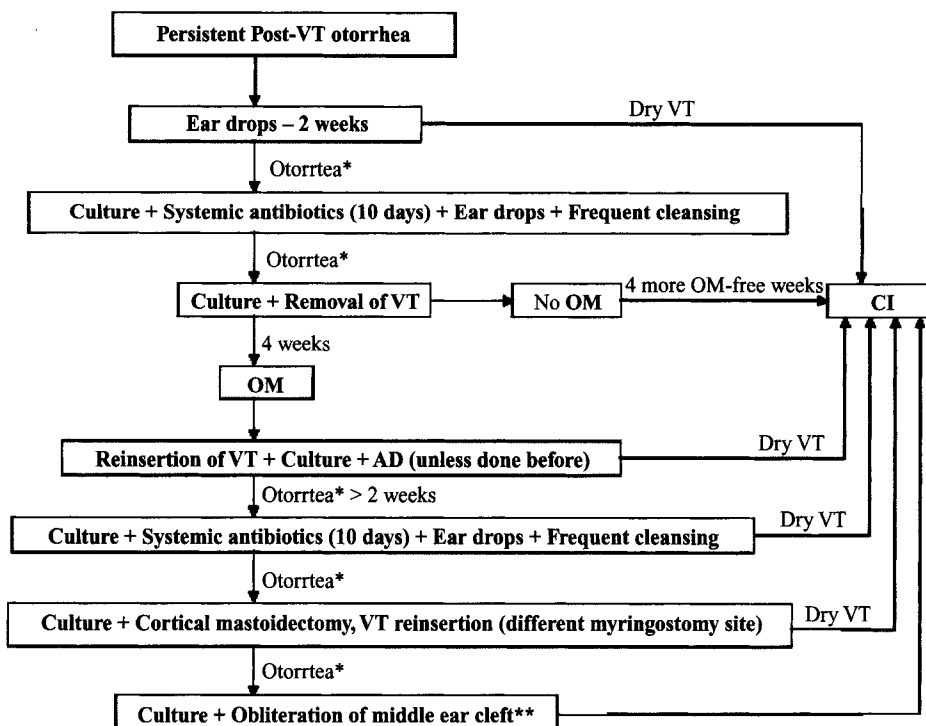 Persistent Post-VT otorrhea
Dry VT
Ear drops – 2 weeks
Otorrtea*
Culture + Systemic antibiotics (10 days) + Ear drops + Frequent cleansing
Otorrtea*
4 more OM-free weeks
Culture + Removal of VT
No OM
CI
4 weeks
OM
Dry VT
Reinsertion of VT + Culture + AD (unless done before)
Otorrtea* > 2 weeks
Dry VT
Culture + Systemic antibiotics (10 days) + Ear drops + Frequent cleansing
Otorrtea*
Dry VT
Culture + Cortical mastoidectomy, VT reinsertion (different myringostomy site)
Otorrtea*
Culture + Obliteration of middle ear cleft**